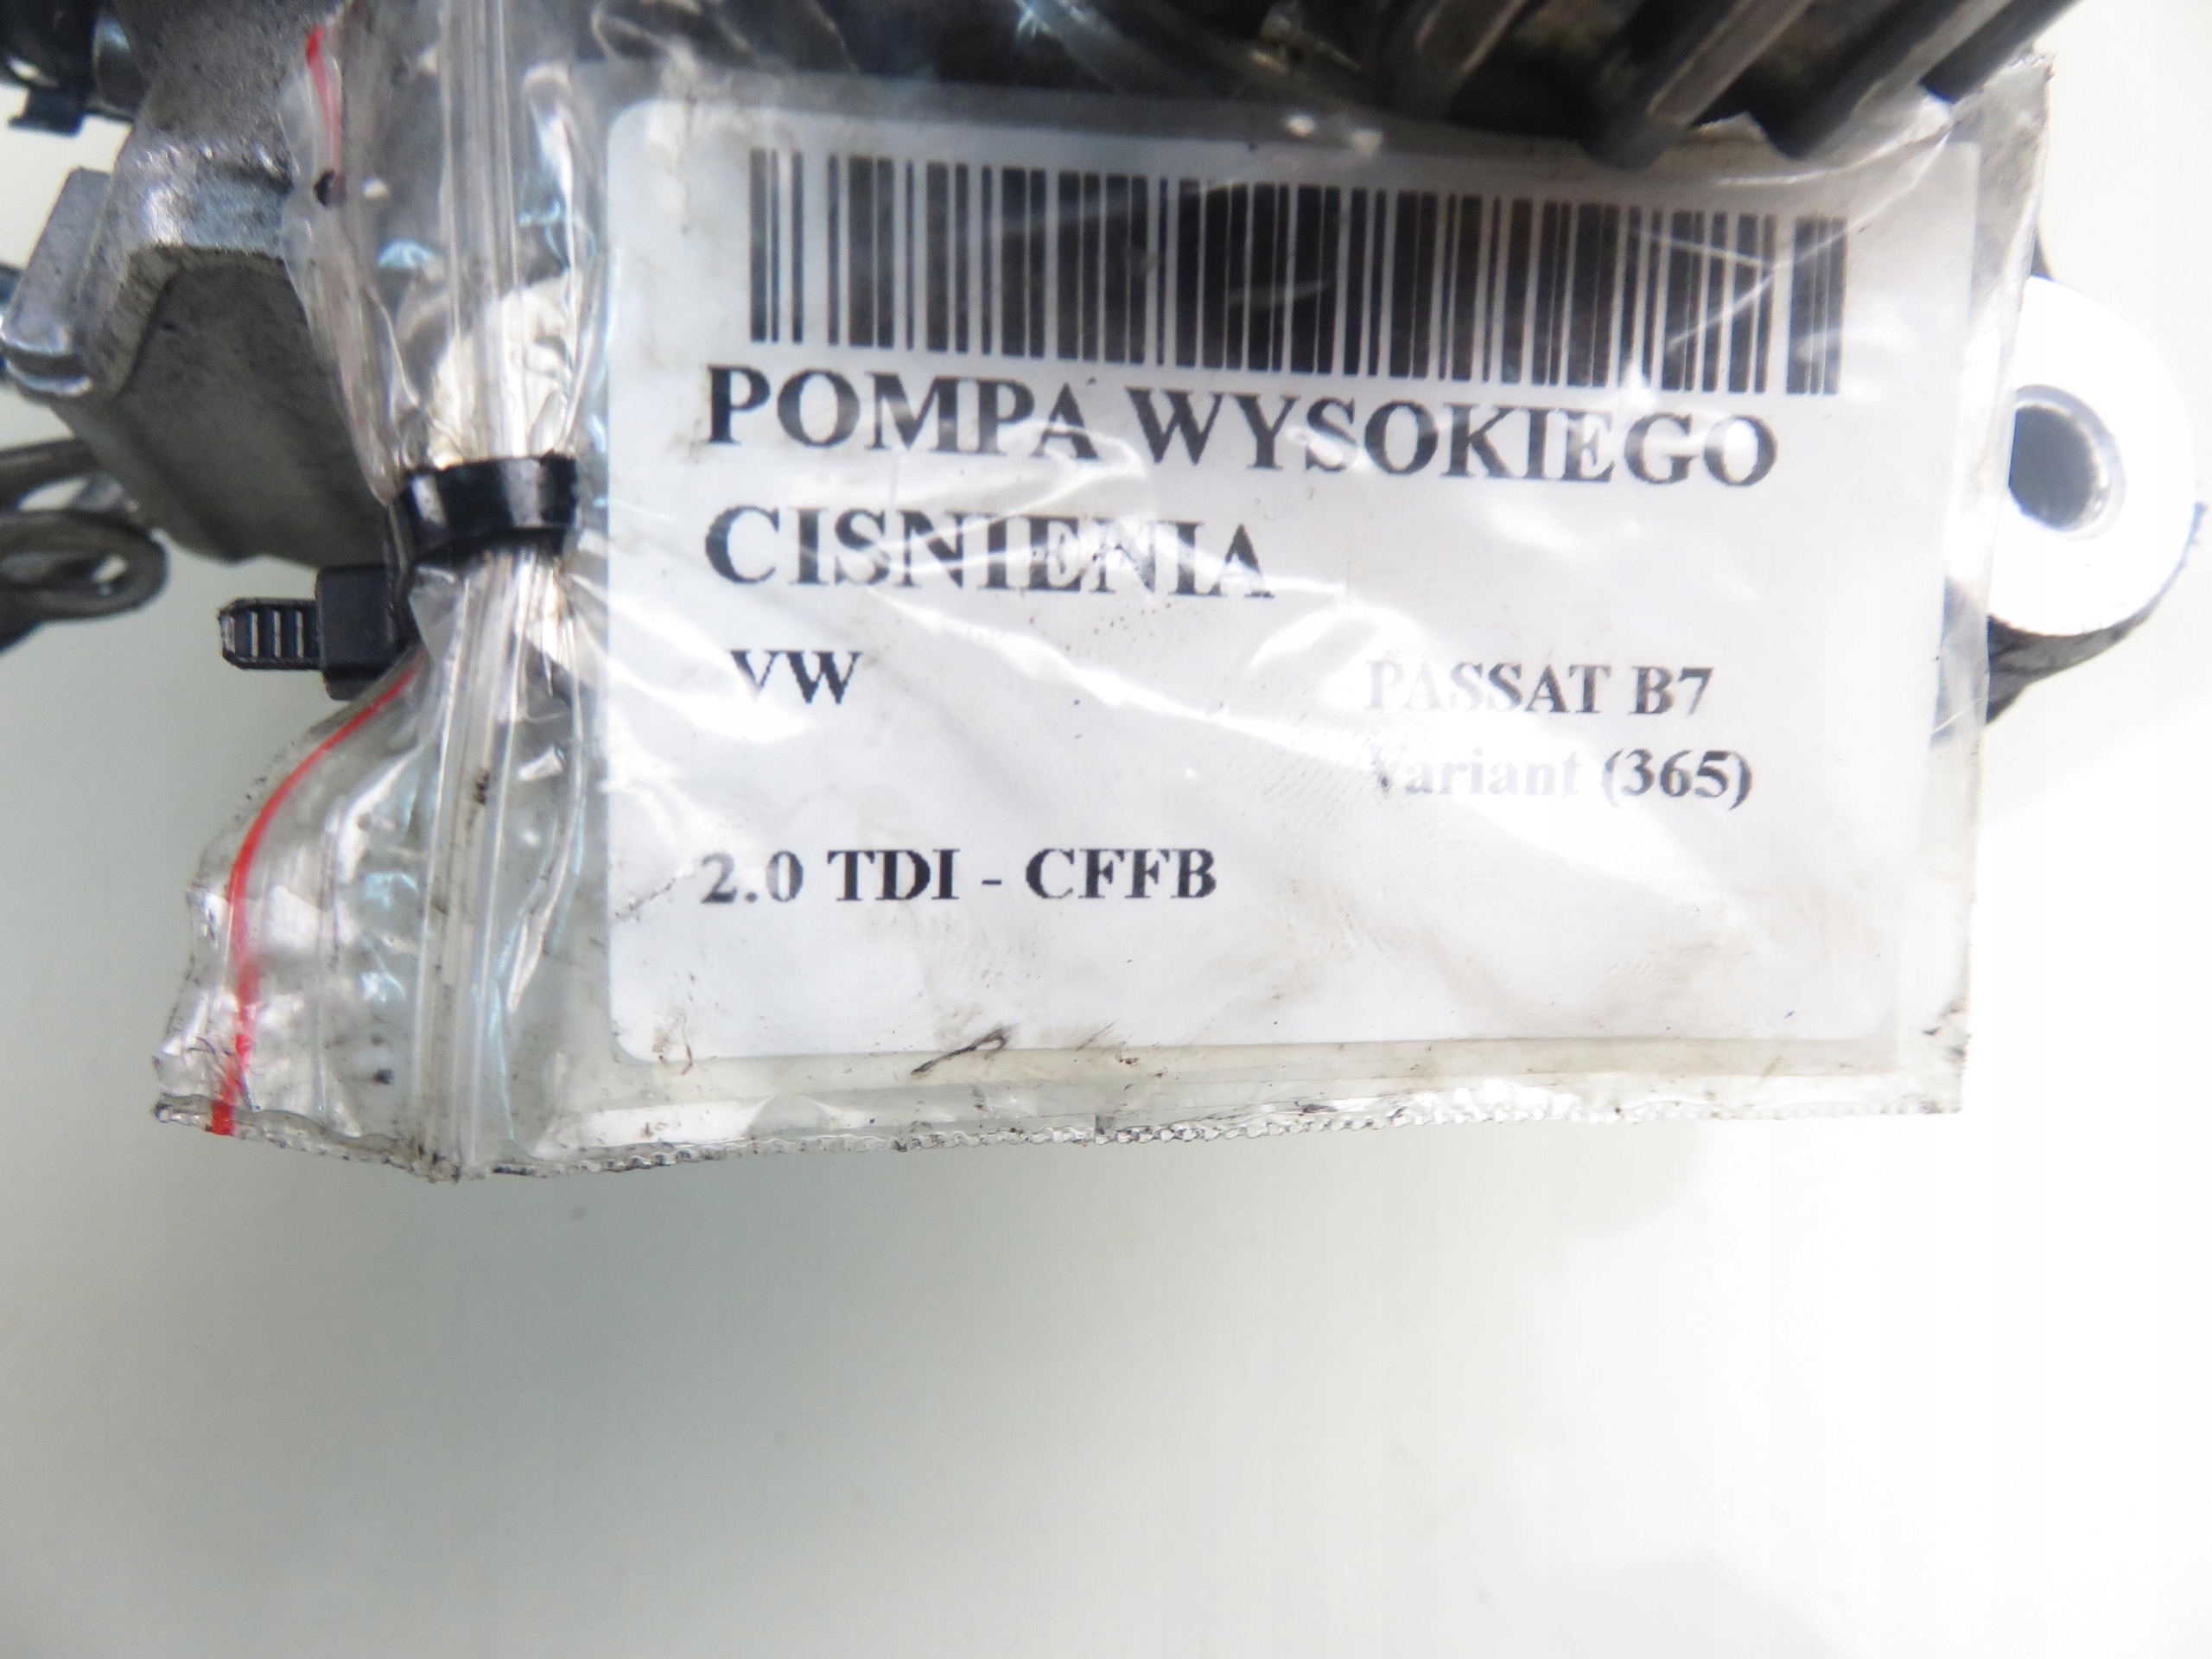 POMPA WYSOKIEGO
CISNIENIA
VW PASSAT B7
Variant (365)
2.0 TDI - CFFB